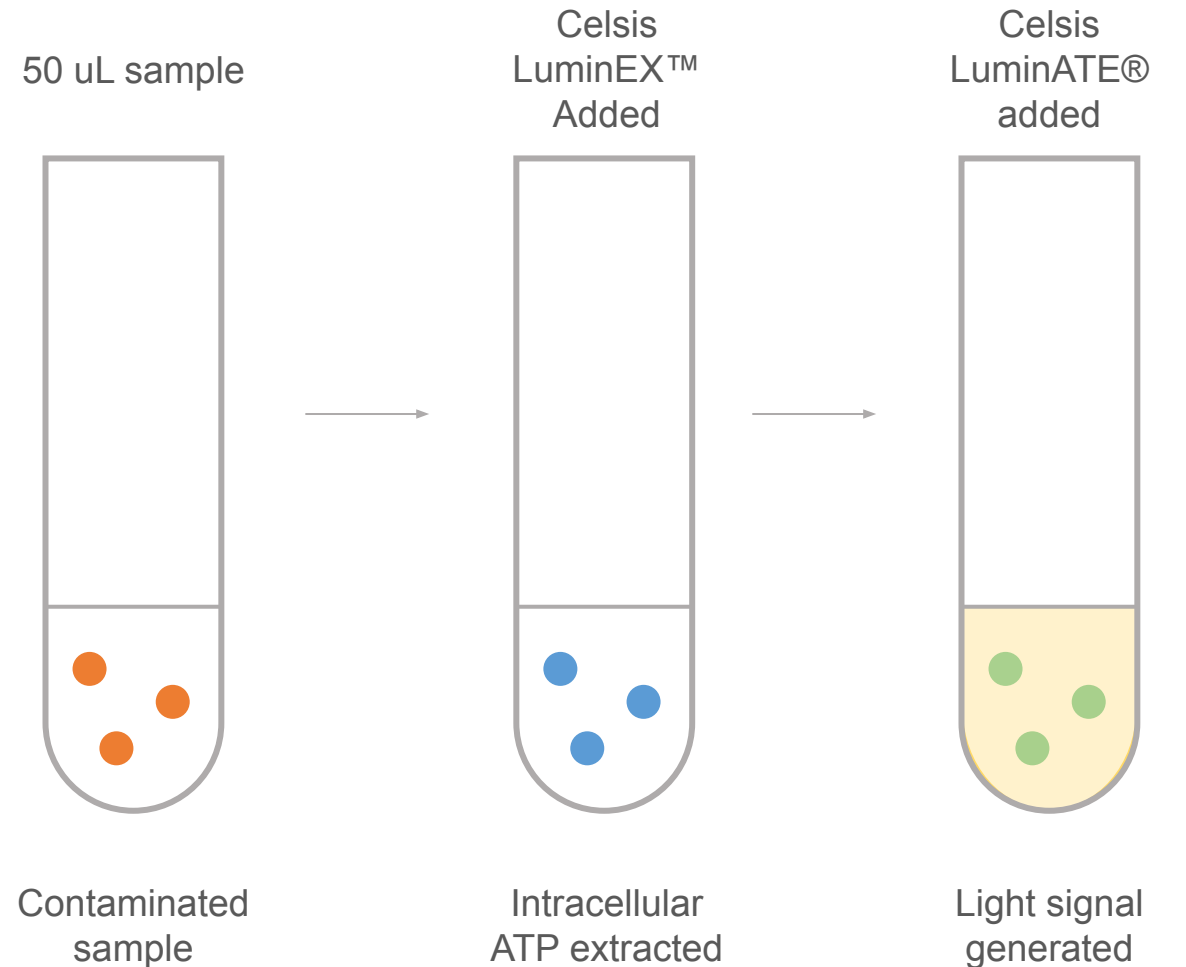 50 uL sample
Celsis
LuminEX™
Added
Celsis
LuminATE®
added
Contaminated
sample
Intracellular
ATP extracted
Light signal
generated